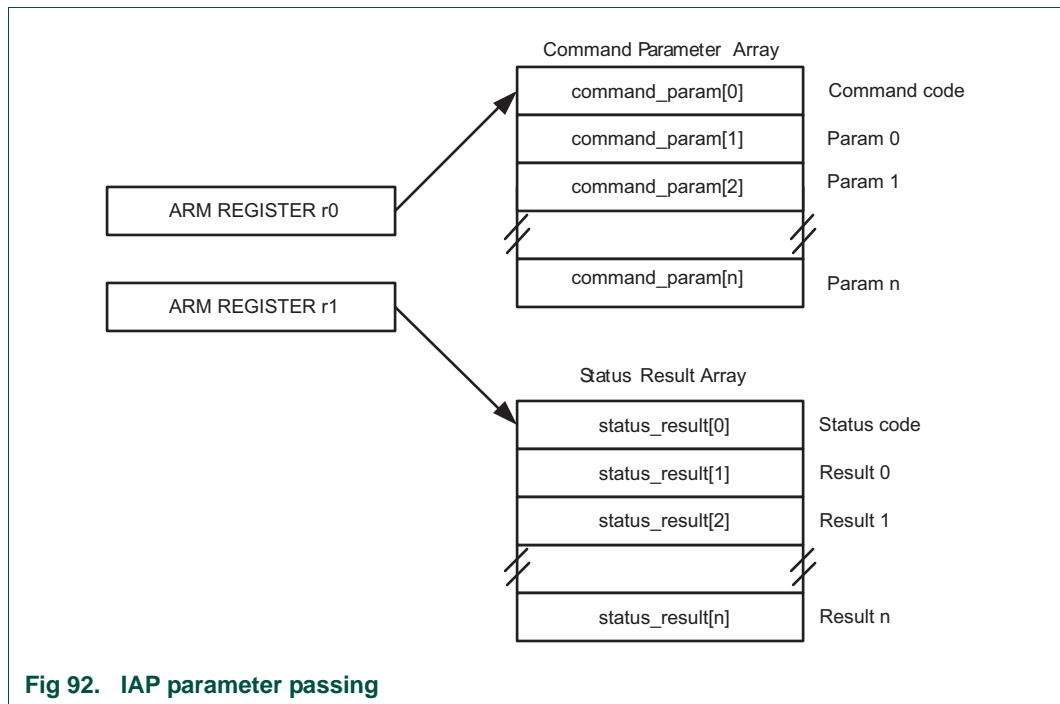 Command Parameter Array
command_param[0] Command code
command_param[1] Param 0
command_param[2] Param 1
ARM REGISTER r0
command_param[n] Param n
ARM REGISTER r1
Status Result Array
status_result[0] Status code
status_result[1] Result 0
status_result[2] Result 1
status_result[n] Result n
Fig 92. IAP parameter passing